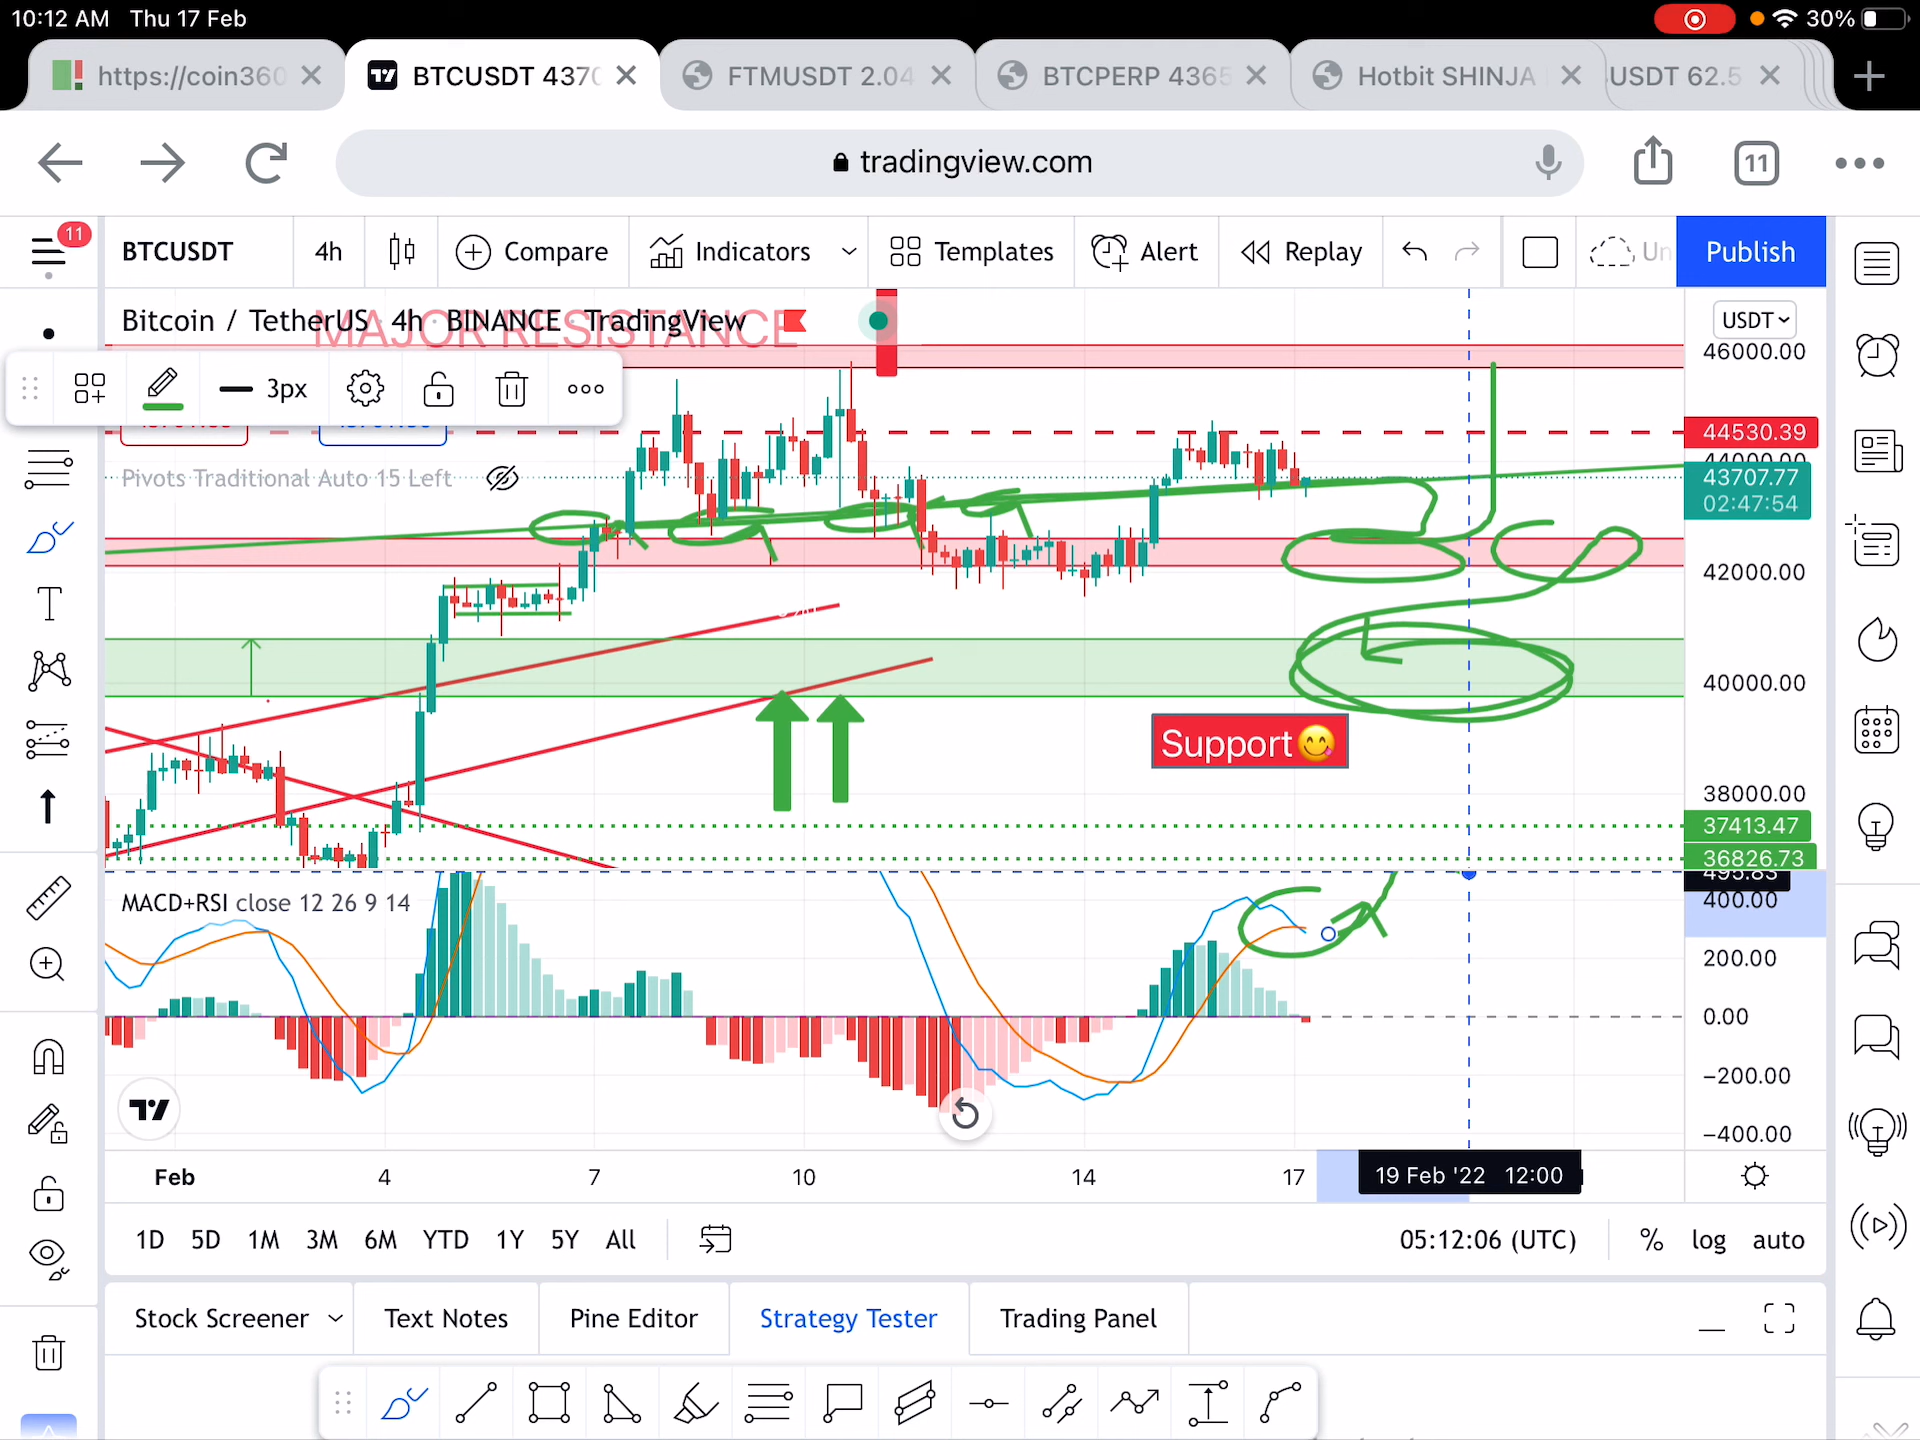 10:12 AM Thu 17 Feb
30%
https://coin360
BTCUSDT 4370
FTMUSDT 2.04
BTCPERP 4365
Hotbit SHINJA
USDT 62.5
tradingview.com
11
11
BTCUSDT
4h
Compare
Indicators
Templates
Alert
Replay
Un
Publish
MAJOR RESISTANCE
Bitcoin / TetherUS · 4h · BINANCE · TradingView
USDT
46000.00
3px
44530.39
44000.00
Pivots Traditional Auto 15 Left
43707.77
02:47:54
42000.00
40000.00
Support😋
38000.00
37413.47
36826.73
495.83
MACD+RSI close 12 26 9 14
400.00
200.00
0.00
−200.00
−400.00
Feb
4
7
10
14
17
19 Feb '22 12:00
1D
5D
1M
3M
6M
YTD
1Y
5Y
All
05:12:06 (UTC)
%
log
auto
Stock Screener
Text Notes
Pine Editor
Strategy Tester
Trading Panel